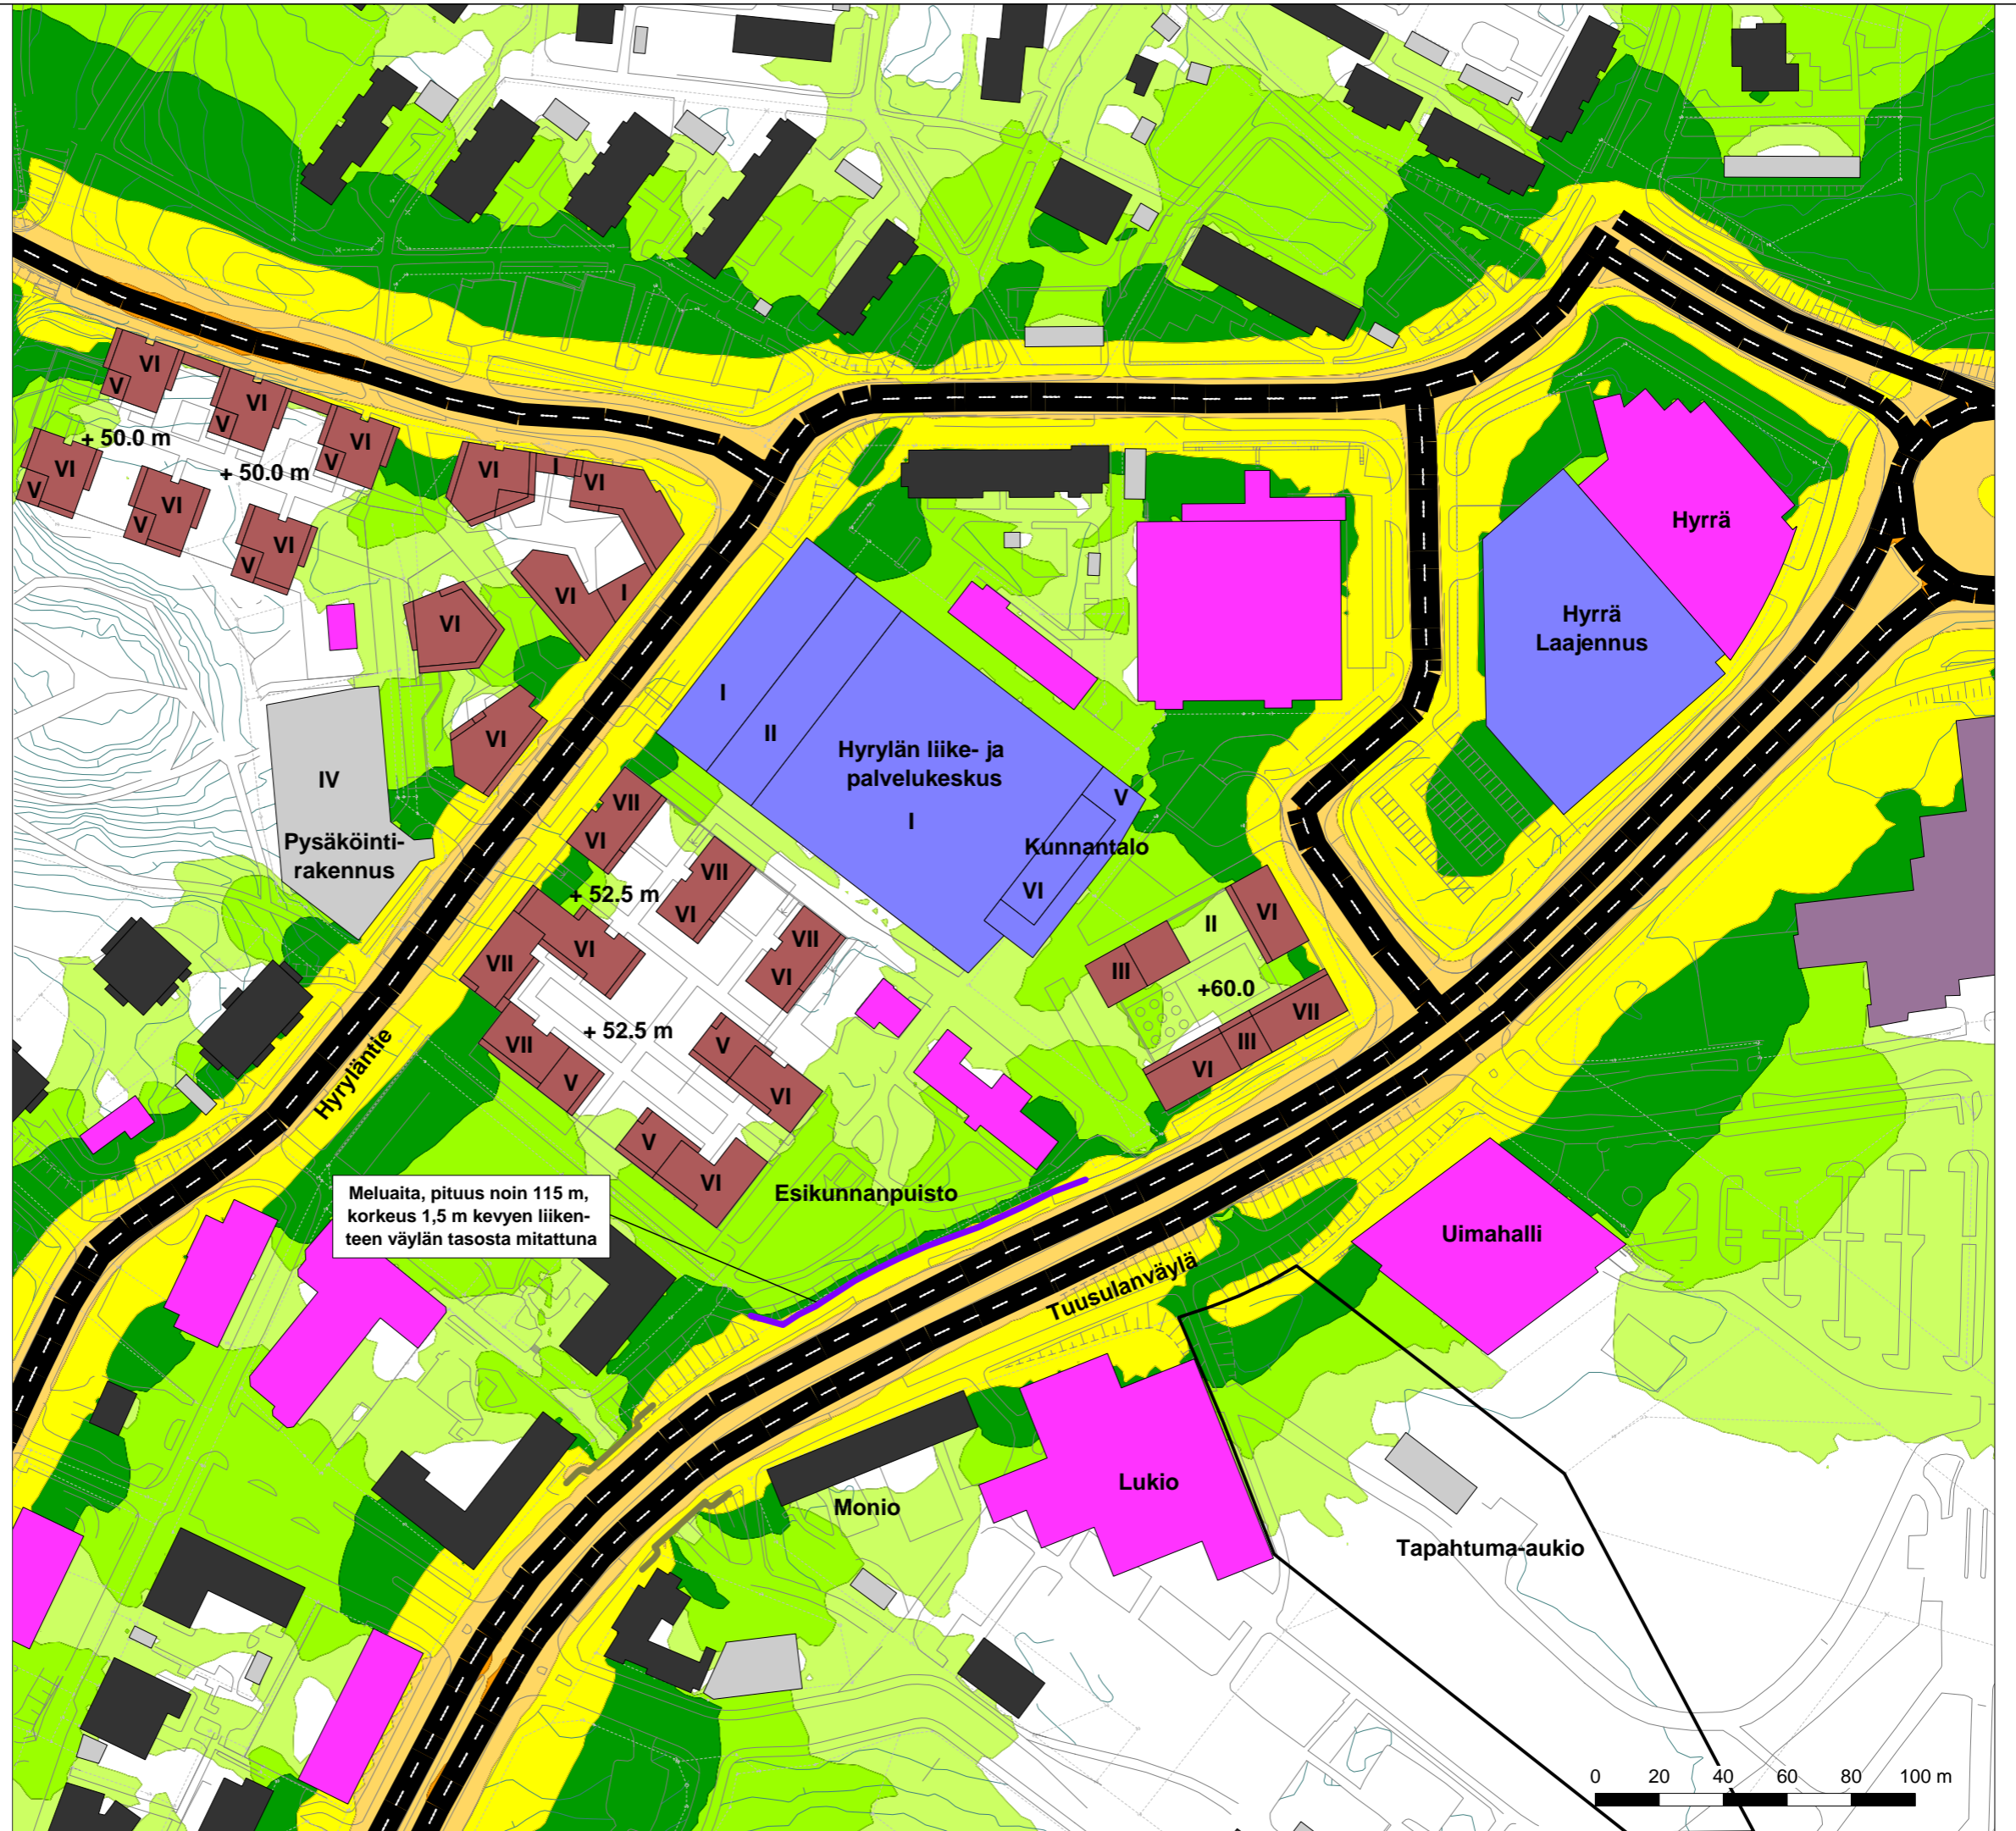 VI
V
VI
V
VI
V
+ 50.0 m
+ 50.0 m
VI
V
VI
V
VI
V
VI
I
VI
VI
I
VI
VI
IV
Pysäköinti-
rakennus
Hyrrä
Hyrrä
Laajennus
I
II
Hyrylän liike- ja
palvelukeskus
I
V
Kunnantalo
VI
VII
VI
VII
VI
+ 52.5 m
VII
VI
VI
VII
+ 52.5 m
VII
V
V
VI
V
VI
II
VI
III
+60.0
VII
III
VI
Hyryläntie
Meluaita, pituus noin 115 m,
korkeus 1,5 m kevyen liiken-
teen väylän tasosta mitattuna
Esikunnanpuisto
Tuusulanväylä
Uimahalli
Lukio
Monio
Tapahtuma-aukio
0 20 40 60 80 100 m